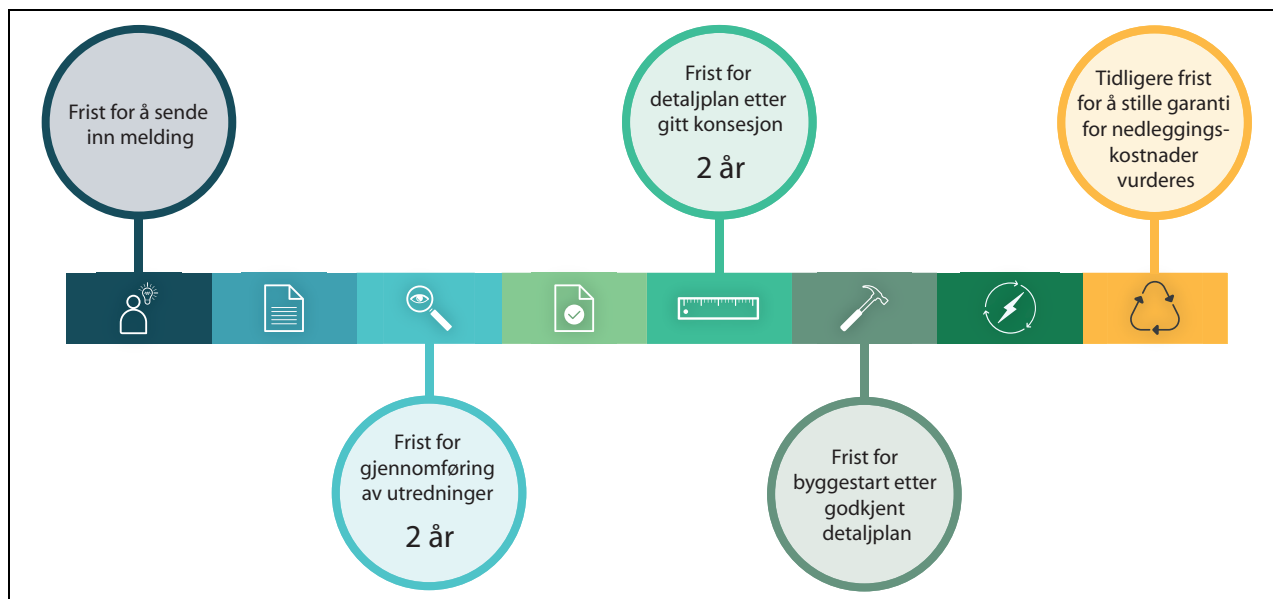 Frist for å sende
inn melding
Frist for
detaljplan etter
gitt konsesjon
2 år
Tidligere frist
for å stille garanti
for nedleggings-
kostnader
vurderes
Frist for
gjennomføring
av utredninger
2 år
Frist for
byggestart etter
godkjent
detaljplan